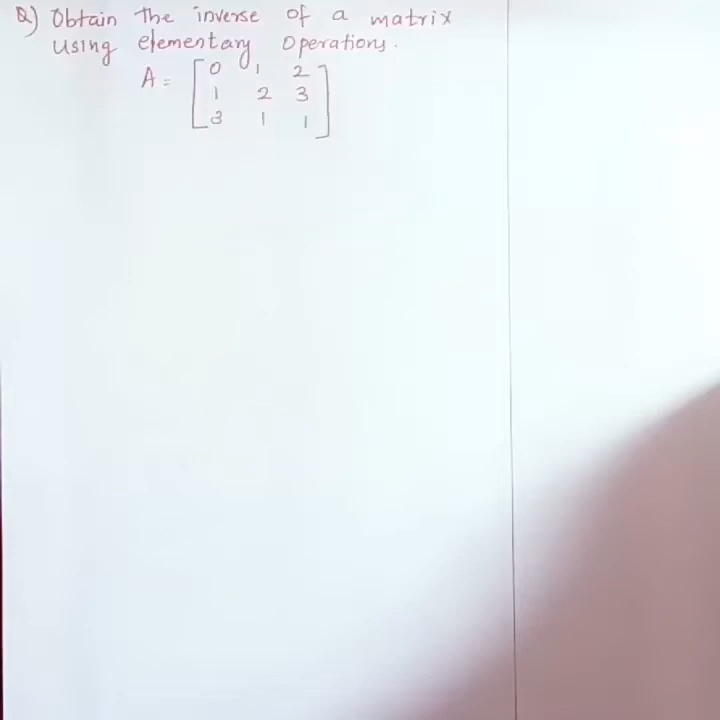 Q) Obtain the inverse of a matrix
using elementary operations.
A = [0 1 2
1 2 3
3 1 1]